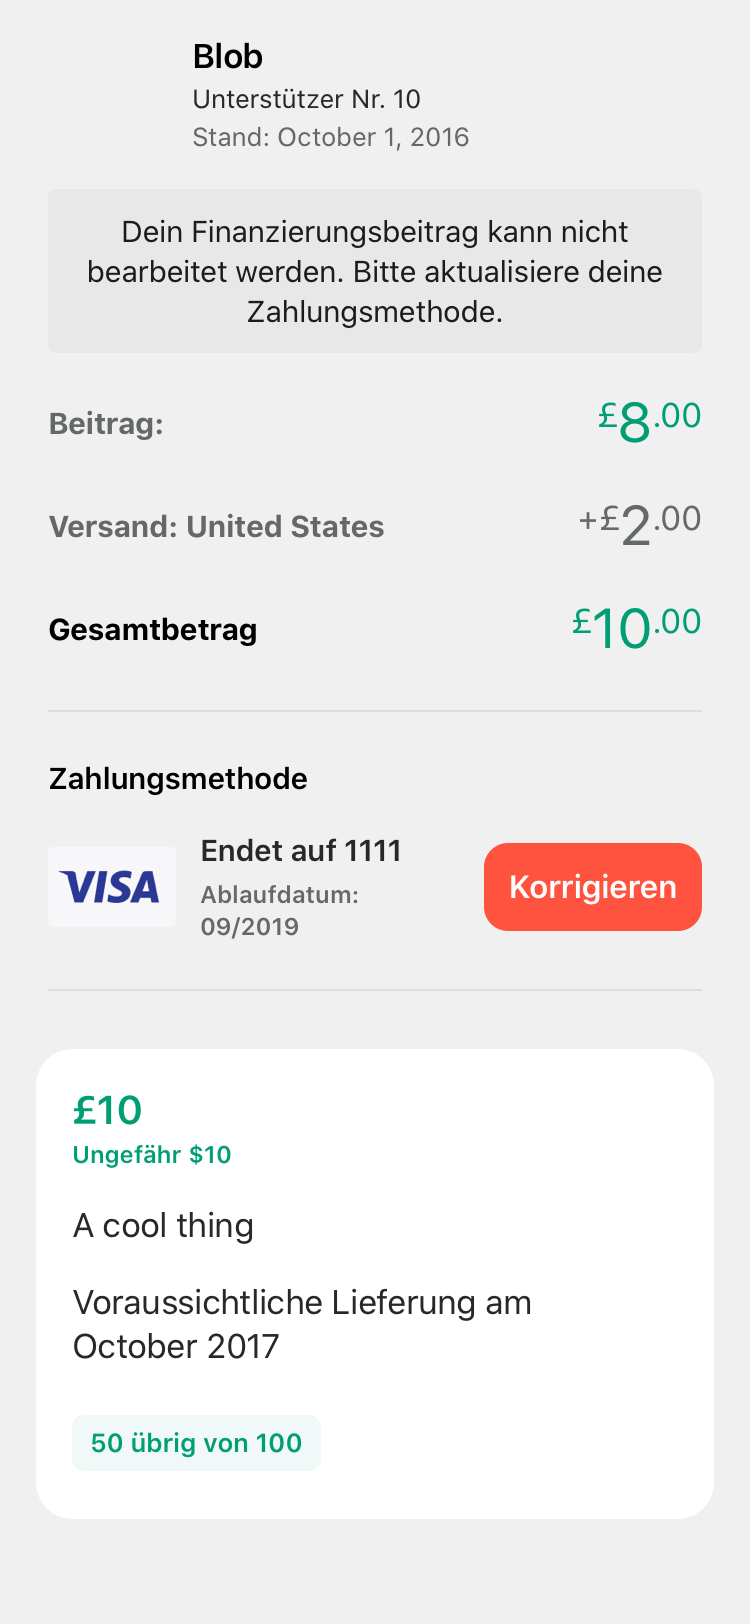 Blob
Unterstützer Nr. 10
Stand: October 1, 2016
Dein Finanzierungsbeitrag kann nicht
bearbeitet werden. Bitte aktualisiere deine
Zahlungsmethode.
Beitrag:
£8.00
Versand: United States
+£2.00
Gesamtbetrag
£10.00
Zahlungsmethode
VISA
Endet auf 1111
Ablaufdatum:
09/2019
Korrigieren
£10
Ungefähr $10
A cool thing
Voraussichtliche Lieferung am
October 2017
50 übrig von 100